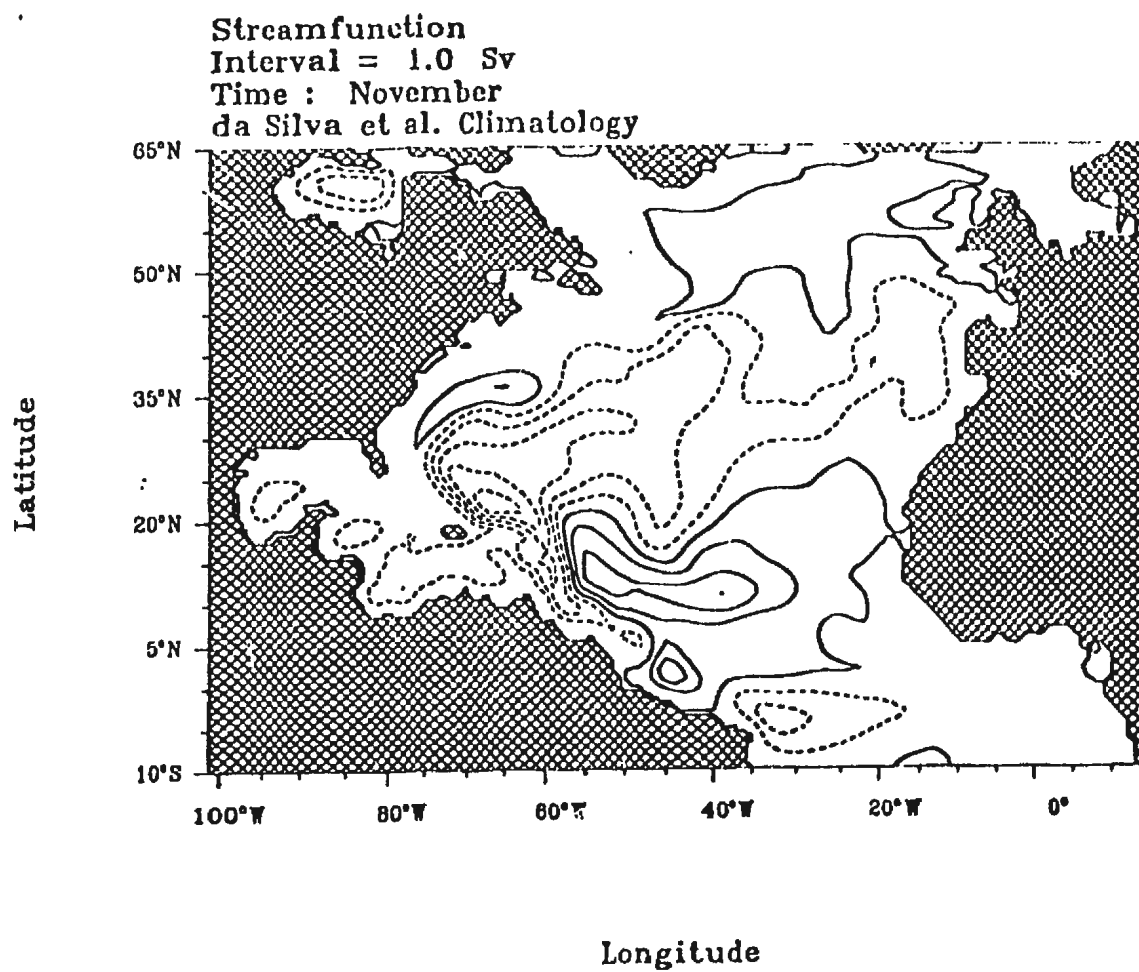 Streamfunction
Interval = 1.0 Sv
Time : November
da Silva et al. Climatology
65°N
50°N
35°N
20°N
5°N
10°S
Latitude
100°W 80°W 60°W 40°W 20°W 0°
Longitude